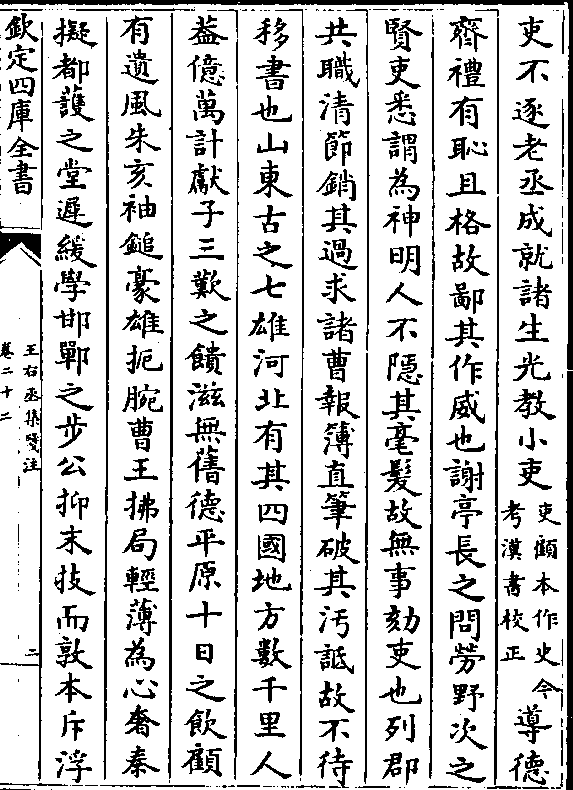 吏不逐老丞成就諸生光教小吏吏顧本作史今考漢書校正遵德
齊禮有恥且格故鄙其作威也謝亭長之問勞野次之
賢吏悉謂為神明人不隱其毫髮故無事劾吏也列郡
共職清節銷其過求諸曹報簿直筆破其汚詆故不待
移書也山東古之七雄河北有其四國地方數千里人
葢億萬計獻子三歎之饋滋無舊德平原十日之飲顧
有遺風朱亥袖鎚豪雄扼腕曹王拂局輕薄為心奢秦
擬都䕶之堂遲緩學邯鄲之步公抑末技而敦本斥浮
欽定四庫全書
王右丞集箋注
卷二十二
二